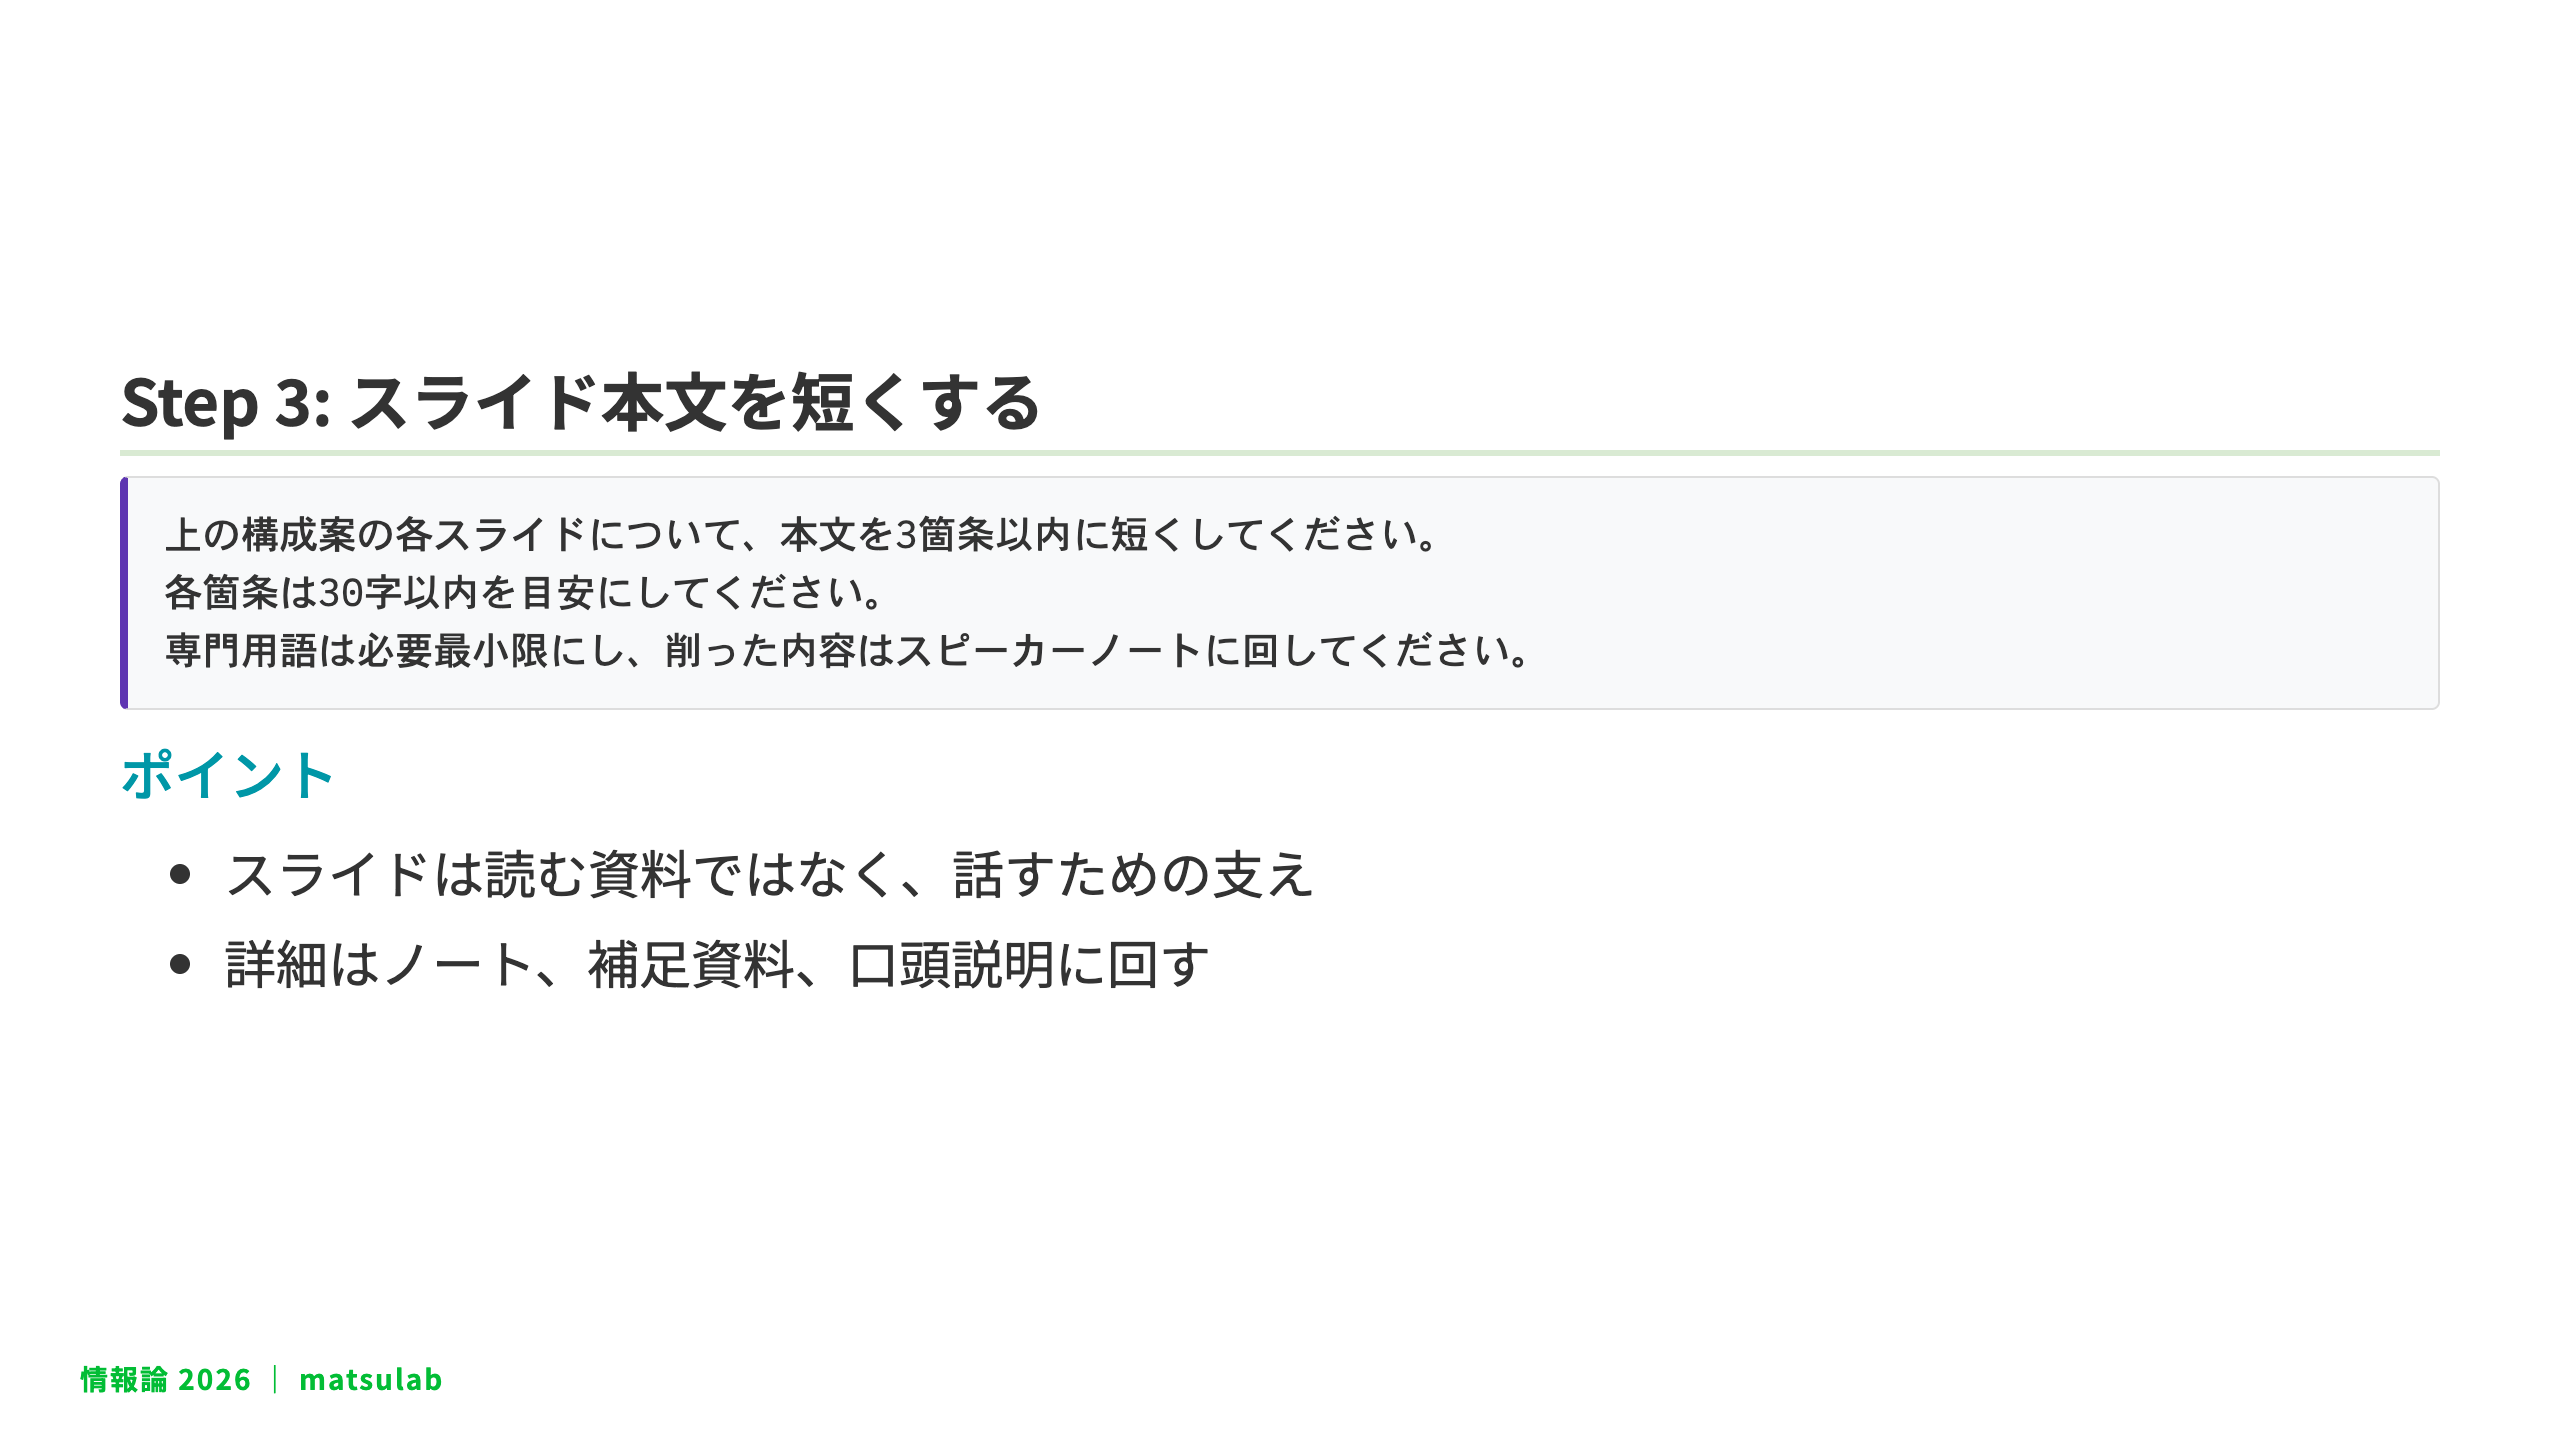 Step 3: スライド本文を短くする
上の構成案の各スライドについて、本文を3箇条以内に短くしてください。
各箇条は30字以内を目安にしてください。
専門用語は必要最小限にし、削った内容はスピーカーノートに回してください。
ポイント
• スライドは読む資料ではなく、話すための支え
• 詳細はノート、補足資料、口頭説明に回す
情報論 2026 ｜ matsulab